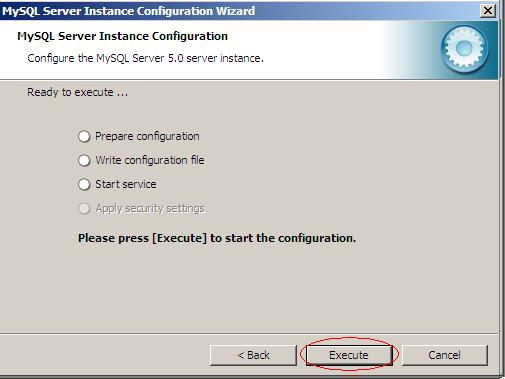 MySQL Server Instance Configuration Wizard
MySQL Server Instance Configuration
Configure the MySQL Server 5.0 server instance.
Ready to execute ...
Prepare configuration
Write configuration file
Start service
Apply security settings
Please press [Execute] to start the configuration.
< Back
Execute
Cancel